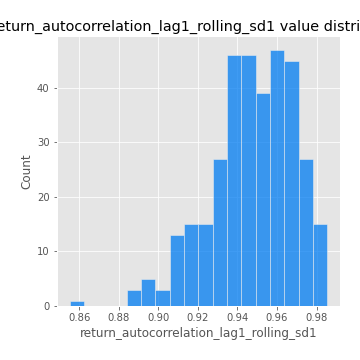 eturn_autocorrelation_lag1_rolling_sd1 value distri
40
30
20
10
0
Count
0.86 0.88 0.90 0.92 0.94 0.96 0.98
return_autocorrelation_lag1_rolling_sd1